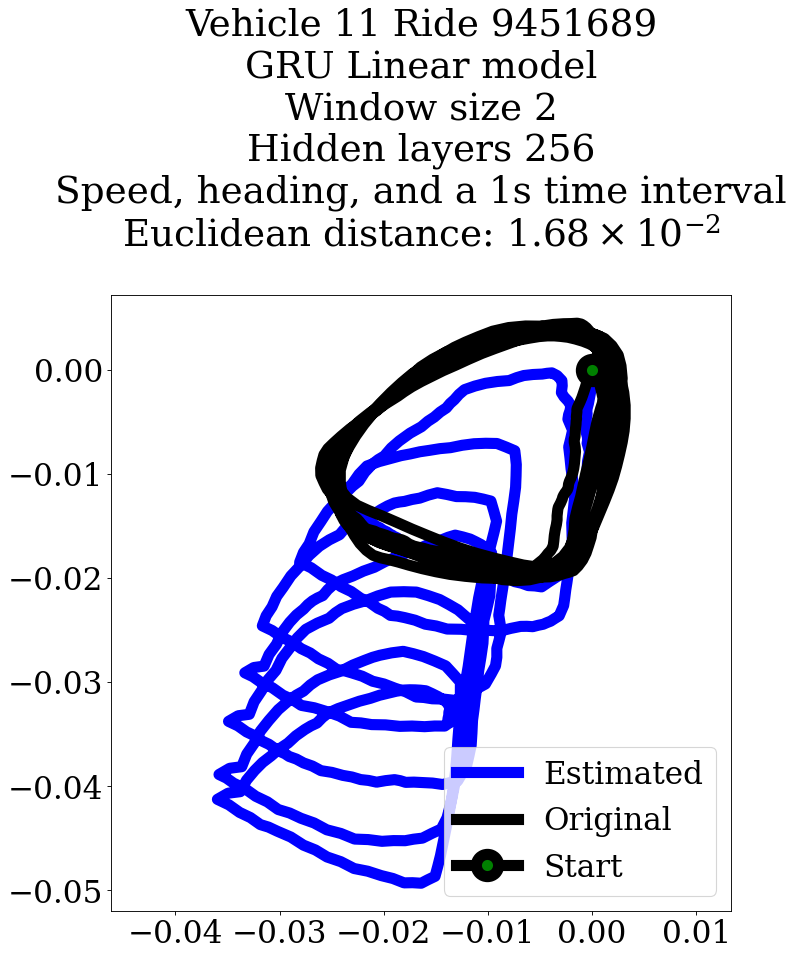 Vehicle 11 Ride 9451689
GRU Linear model
Window size 2
Hidden layers 256
Speed, heading, and a 1s time interval
Euclidean distance: 1.68 × 10⁻²
0.00
−0.01
−0.02
−0.03
−0.04
−0.05
Estimated
Original
Start
−0.04 −0.03 −0.02 −0.01 0.00 0.01